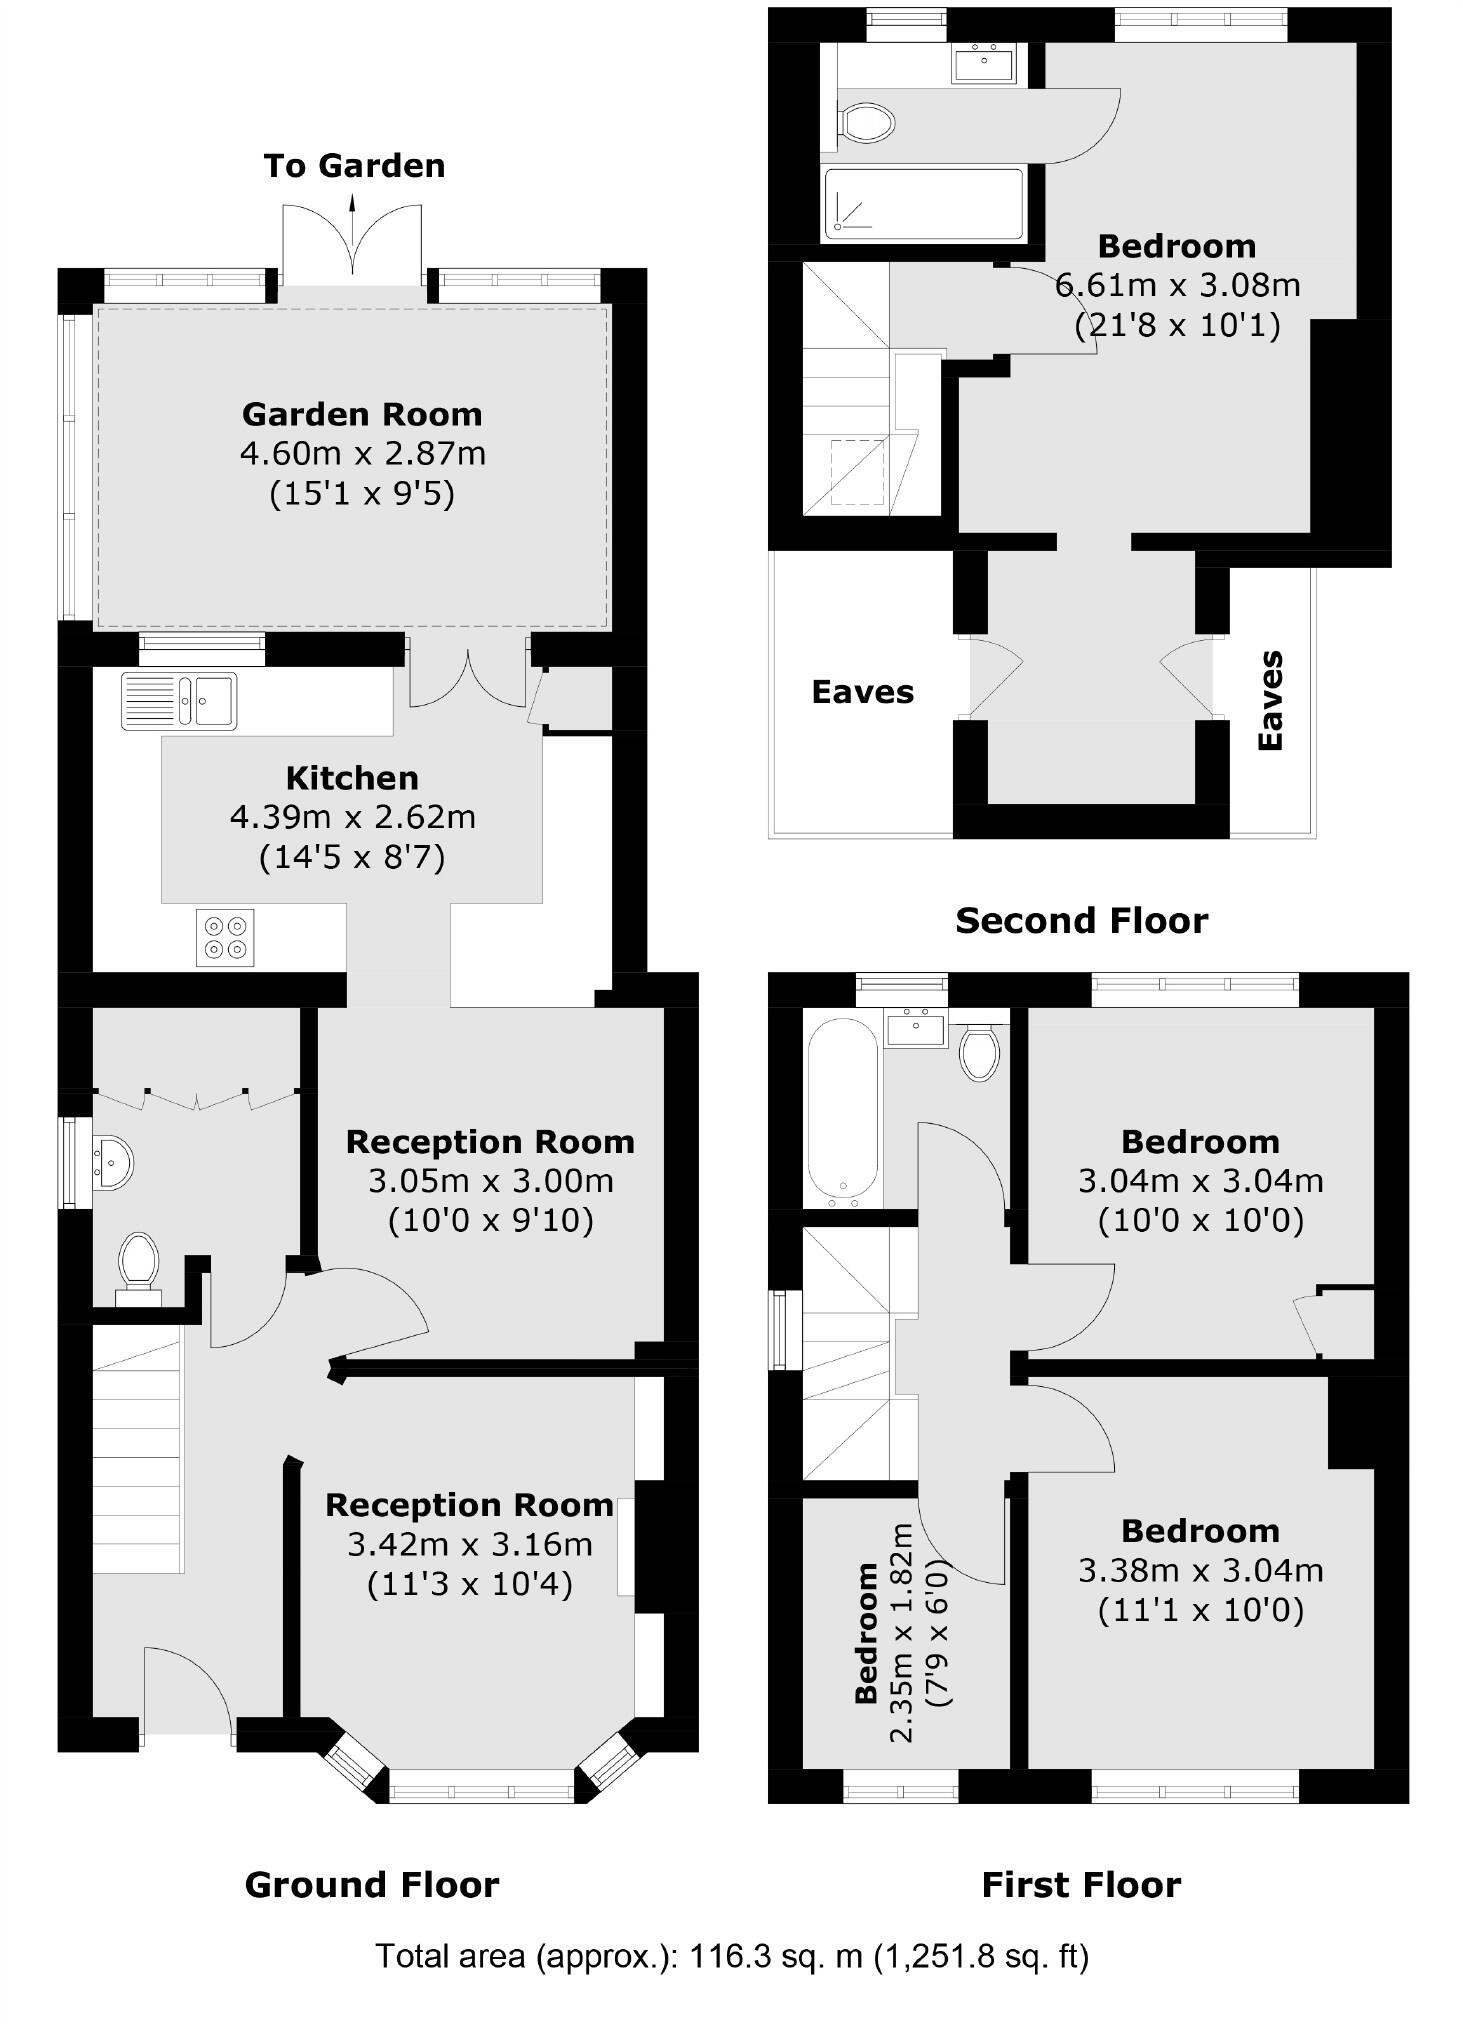 To Garden
Garden Room
4.60m x 2.87m
(15'1 x 9'5)
Kitchen
4.39m x 2.62m
(14'5 x 8'7)
Reception Room
3.05m x 3.00m
(10'0 x 9'10)
Reception Room
3.42m x 3.16m
(11'3 x 10'4)
Ground Floor
Bedroom
6.61m x 3.08m
(21'8 x 10'1)
Eaves
Eaves
Second Floor
Bedroom
3.04m x 3.04m
(10'0 x 10'0)
Bedroom
3.38m x 3.04m
(11'1 x 10'0)
Bedroom
2.35m x 1.82m
(7'9 x 6'0)
First Floor
Total area (approx.): 116.3 sq. m (1,251.8 sq. ft)